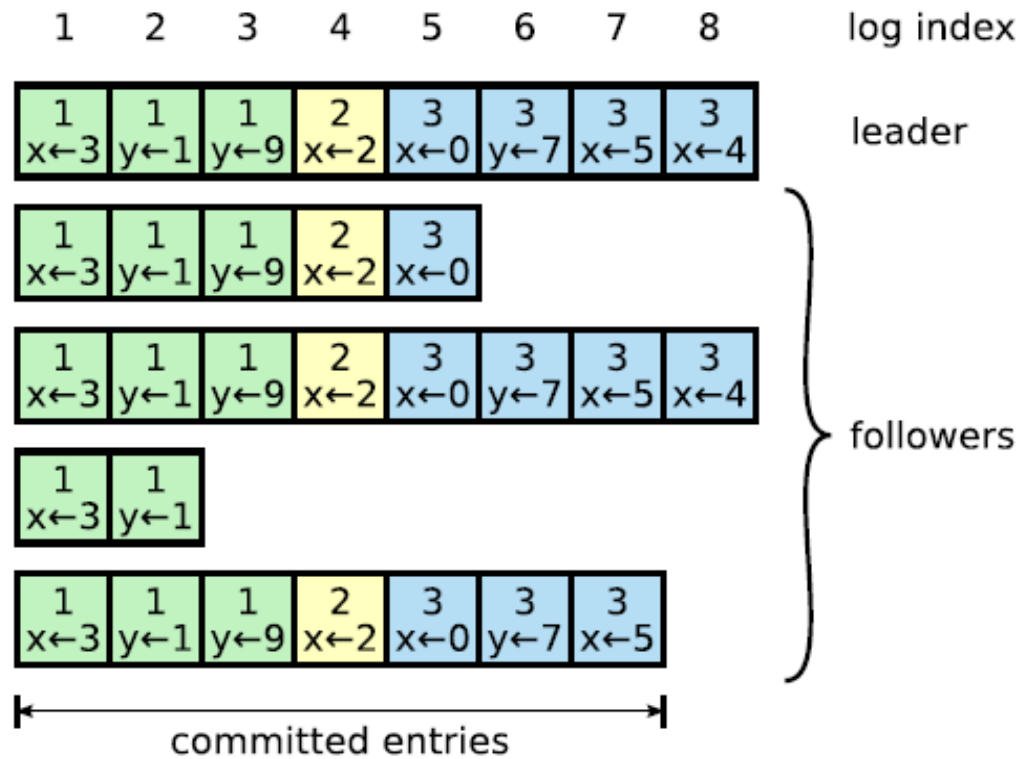 1 2 3 4 5 6 7 8 log index
1 1 1 2 3 3 3 3
x←3 y←1 y←9 x←2 x←0 y←7 x←5 x←4
leader
1 1 1 2 3
x←3 y←1 y←9 x←2 x←0
1 1 1 2 3 3 3 3
x←3 y←1 y←9 x←2 x←0 y←7 x←5 x←4
followers
1 1
x←3 y←1
1 1 1 2 3 3 3
x←3 y←1 y←9 x←2 x←0 y←7 x←5
committed entries